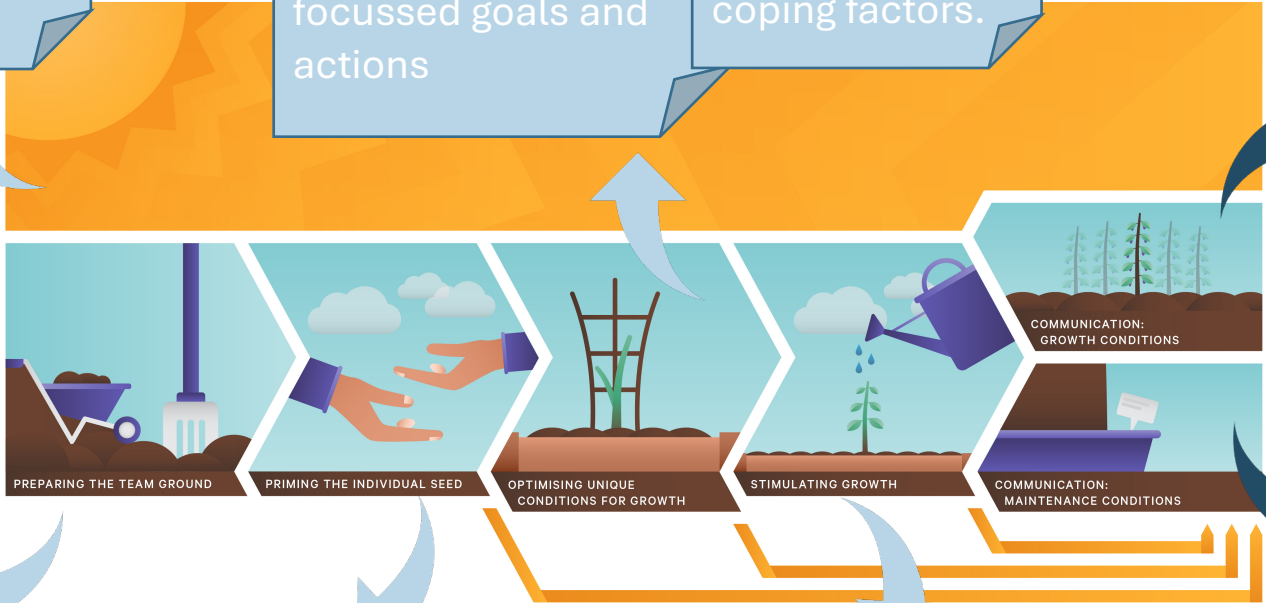 focussed goals and
actions
coping factors.
COMMUNICATION:
GROWTH CONDITIONS
PREPARING THE TEAM GROUND
PRIMING THE INDIVIDUAL SEED
OPTIMISING UNIQUE
CONDITIONS FOR GROWTH
STIMULATING GROWTH
COMMUNICATION:
MAINTENANCE CONDITIONS